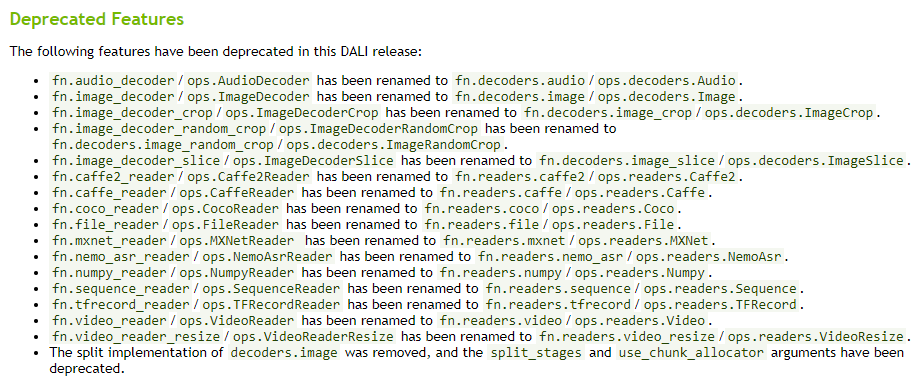 Deprecated Features
The following features have been deprecated in this DALI release:
• fn.audio_decoder / ops.AudioDecoder has been renamed to fn.decoders.audio / ops.decoders.Audio.
• fn.image_decoder / ops.ImageDecoder has been renamed to fn.decoders.image / ops.decoders.Image.
• fn.image_decoder_crop / ops.ImageDecoderCrop has been renamed to fn.decoders.image_crop / ops.decoders.ImageCrop.
• fn.image_decoder_random_crop / ops.ImageDecoderRandomCrop has been renamed to
fn.decoders.image_random_crop / ops.decoders.ImageRandomCrop.
• fn.image_decoder_slice / ops.ImageDecoderSlice has been renamed to fn.decoders.image_slice / ops.decoders.ImageSlice.
• fn.caffe2_reader / ops.Caffe2Reader has been renamed to fn.readers.caffe2 / ops.readers.Caffe2.
• fn.caffe_reader / ops.CaffeReader has been renamed to fn.readers.caffe / ops.readers.Caffe.
• fn.coco_reader / ops.CocoReader has been renamed to fn.readers.coco / ops.readers.Coco.
• fn.file_reader / ops.FileReader has been renamed to fn.readers.file / ops.readers.File.
• fn.mxnet_reader / ops.MXNetReader has been renamed to fn.readers.mxnet / ops.readers.MXNet.
• fn.nemo_asr_reader / ops.NemoAsrReader has been renamed to fn.readers.nemo_asr / ops.readers.NemoAsr.
• fn.numpy_reader / ops.NumpyReader has been renamed to fn.readers.numpy / ops.readers.Numpy.
• fn.sequence_reader / ops.SequenceReader has been renamed to fn.readers.sequence / ops.readers.Sequence.
• fn.tfrecord_reader / ops.TFRecordReader has been renamed to fn.readers.tfrecord / ops.readers.TFRecord.
• fn.video_reader / ops.VideoReader has been renamed to fn.readers.video / ops.readers.Video.
• fn.video_reader_resize / ops.VideoReaderResize has been renamed to fn.readers.video_resize / ops.readers.VideoResize.
• The split implementation of decoders.image was removed, and the split_stages and use_chunk_allocator arguments have been
deprecated.